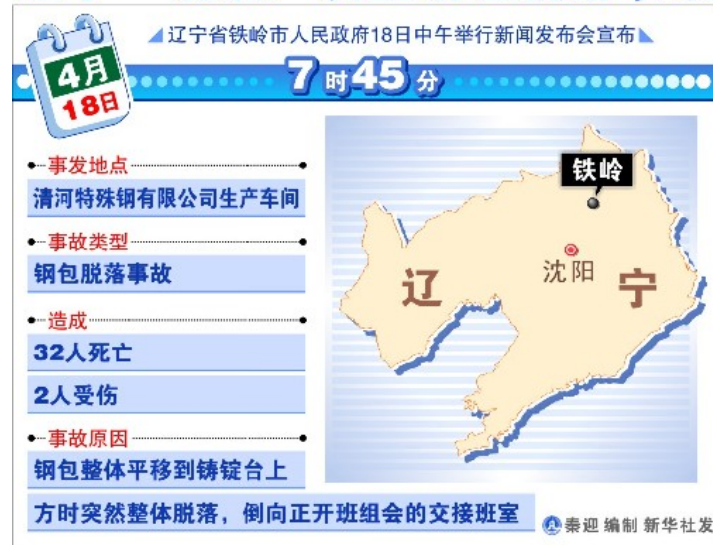 辽宁省铁岭市人民政府18日中午举行新闻发布会宣布
4月
18日
7时45分
事发地点
清河特殊钢有限公司生产车间
事故类型
钢包脱落事故
造成
32人死亡
2人受伤
事故原因
钢包整体平移到铸锭台上
方时突然整体脱落，倒向正开班组会的交接班室
铁岭
沈阳
辽宁
秦迎 编制 新华社发